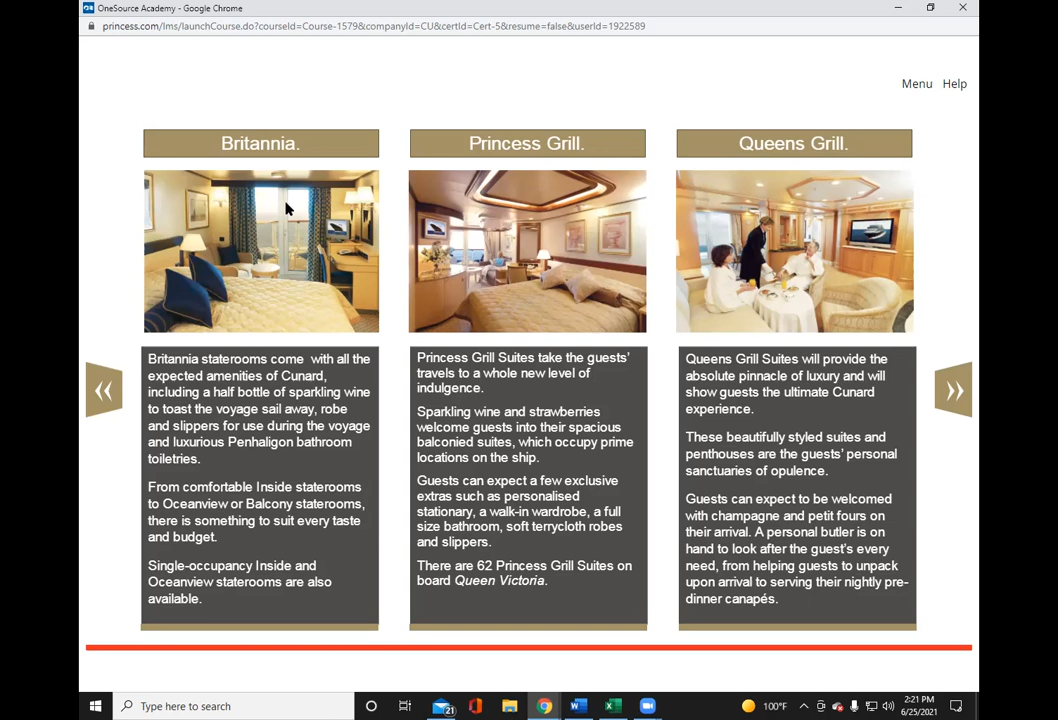 OneSource Academy - Google Chrome
princess.com/lms/launchCourse.do?courseId=Course-1579&companyId=CU&certId=Cert-5&resume=false&userId=1922589
Menu Help
Britannia.
Britannia staterooms come with all the
expected amenities of Cunard,
including a half bottle of sparkling wine
to toast the voyage sail away, robe
and slippers for use during the voyage
and luxurious Penhaligon bathroom
toiletries.
From comfortable Inside staterooms
to Oceanview or Balcony staterooms,
there is something to suit every taste
and budget.
Single-occupancy Inside and
Oceanview staterooms are also
available.
Princess Grill.
Princess Grill Suites take the guests'
travels to a whole new level of
indulgence.
Sparkling wine and strawberries
welcome guests into their spacious
balconied suites, which occupy prime
locations on the ship.
Guests can expect a few exclusive
extras such as personalised
stationary, a walk-in wardrobe, a full
size bathroom, soft terrycloth robes
and slippers.
There are 62 Princess Grill Suites on
board Queen Victoria.
Queens Grill.
Queens Grill Suites will provide the
absolute pinnacle of luxury and will
show guests the ultimate Cunard
experience.
These beautifully styled suites and
penthouses are the guests' personal
sanctuaries of opulence.
Guests can expect to be welcomed
with champagne and petit fours on
their arrival. A personal butler is on
hand to look after the guest's every
need, from helping guests to unpack
upon arrival to serving their nightly pre-
dinner canapés.
Type here to search
21
100°F
2:21 PM
6/25/2021